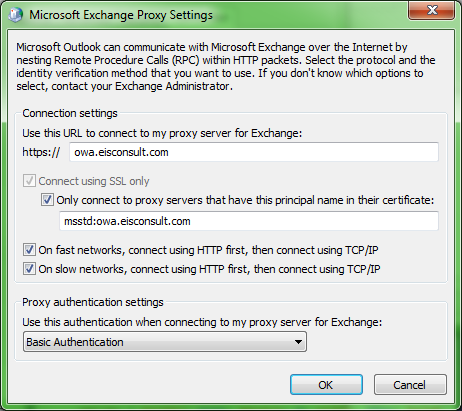 Microsoft Exchange Proxy Settings
Microsoft Outlook can communicate with Microsoft Exchange over the Internet by
nesting Remote Procedure Calls (RPC) within HTTP packets. Select the protocol and the
identity verification method that you want to use. If you don't know which options to
select, contact your Exchange Administrator.
Connection settings
Use this URL to connect to my proxy server for Exchange:
https:// owa.eisconsult.com
Connect using SSL only
Only connect to proxy servers that have this principal name in their certificate:
msstd:owa.eisconsult.com
On fast networks, connect using HTTP first, then connect using TCP/IP
On slow networks, connect using HTTP first, then connect using TCP/IP
Proxy authentication settings
Use this authentication when connecting to my proxy server for Exchange:
Basic Authentication
OK Cancel